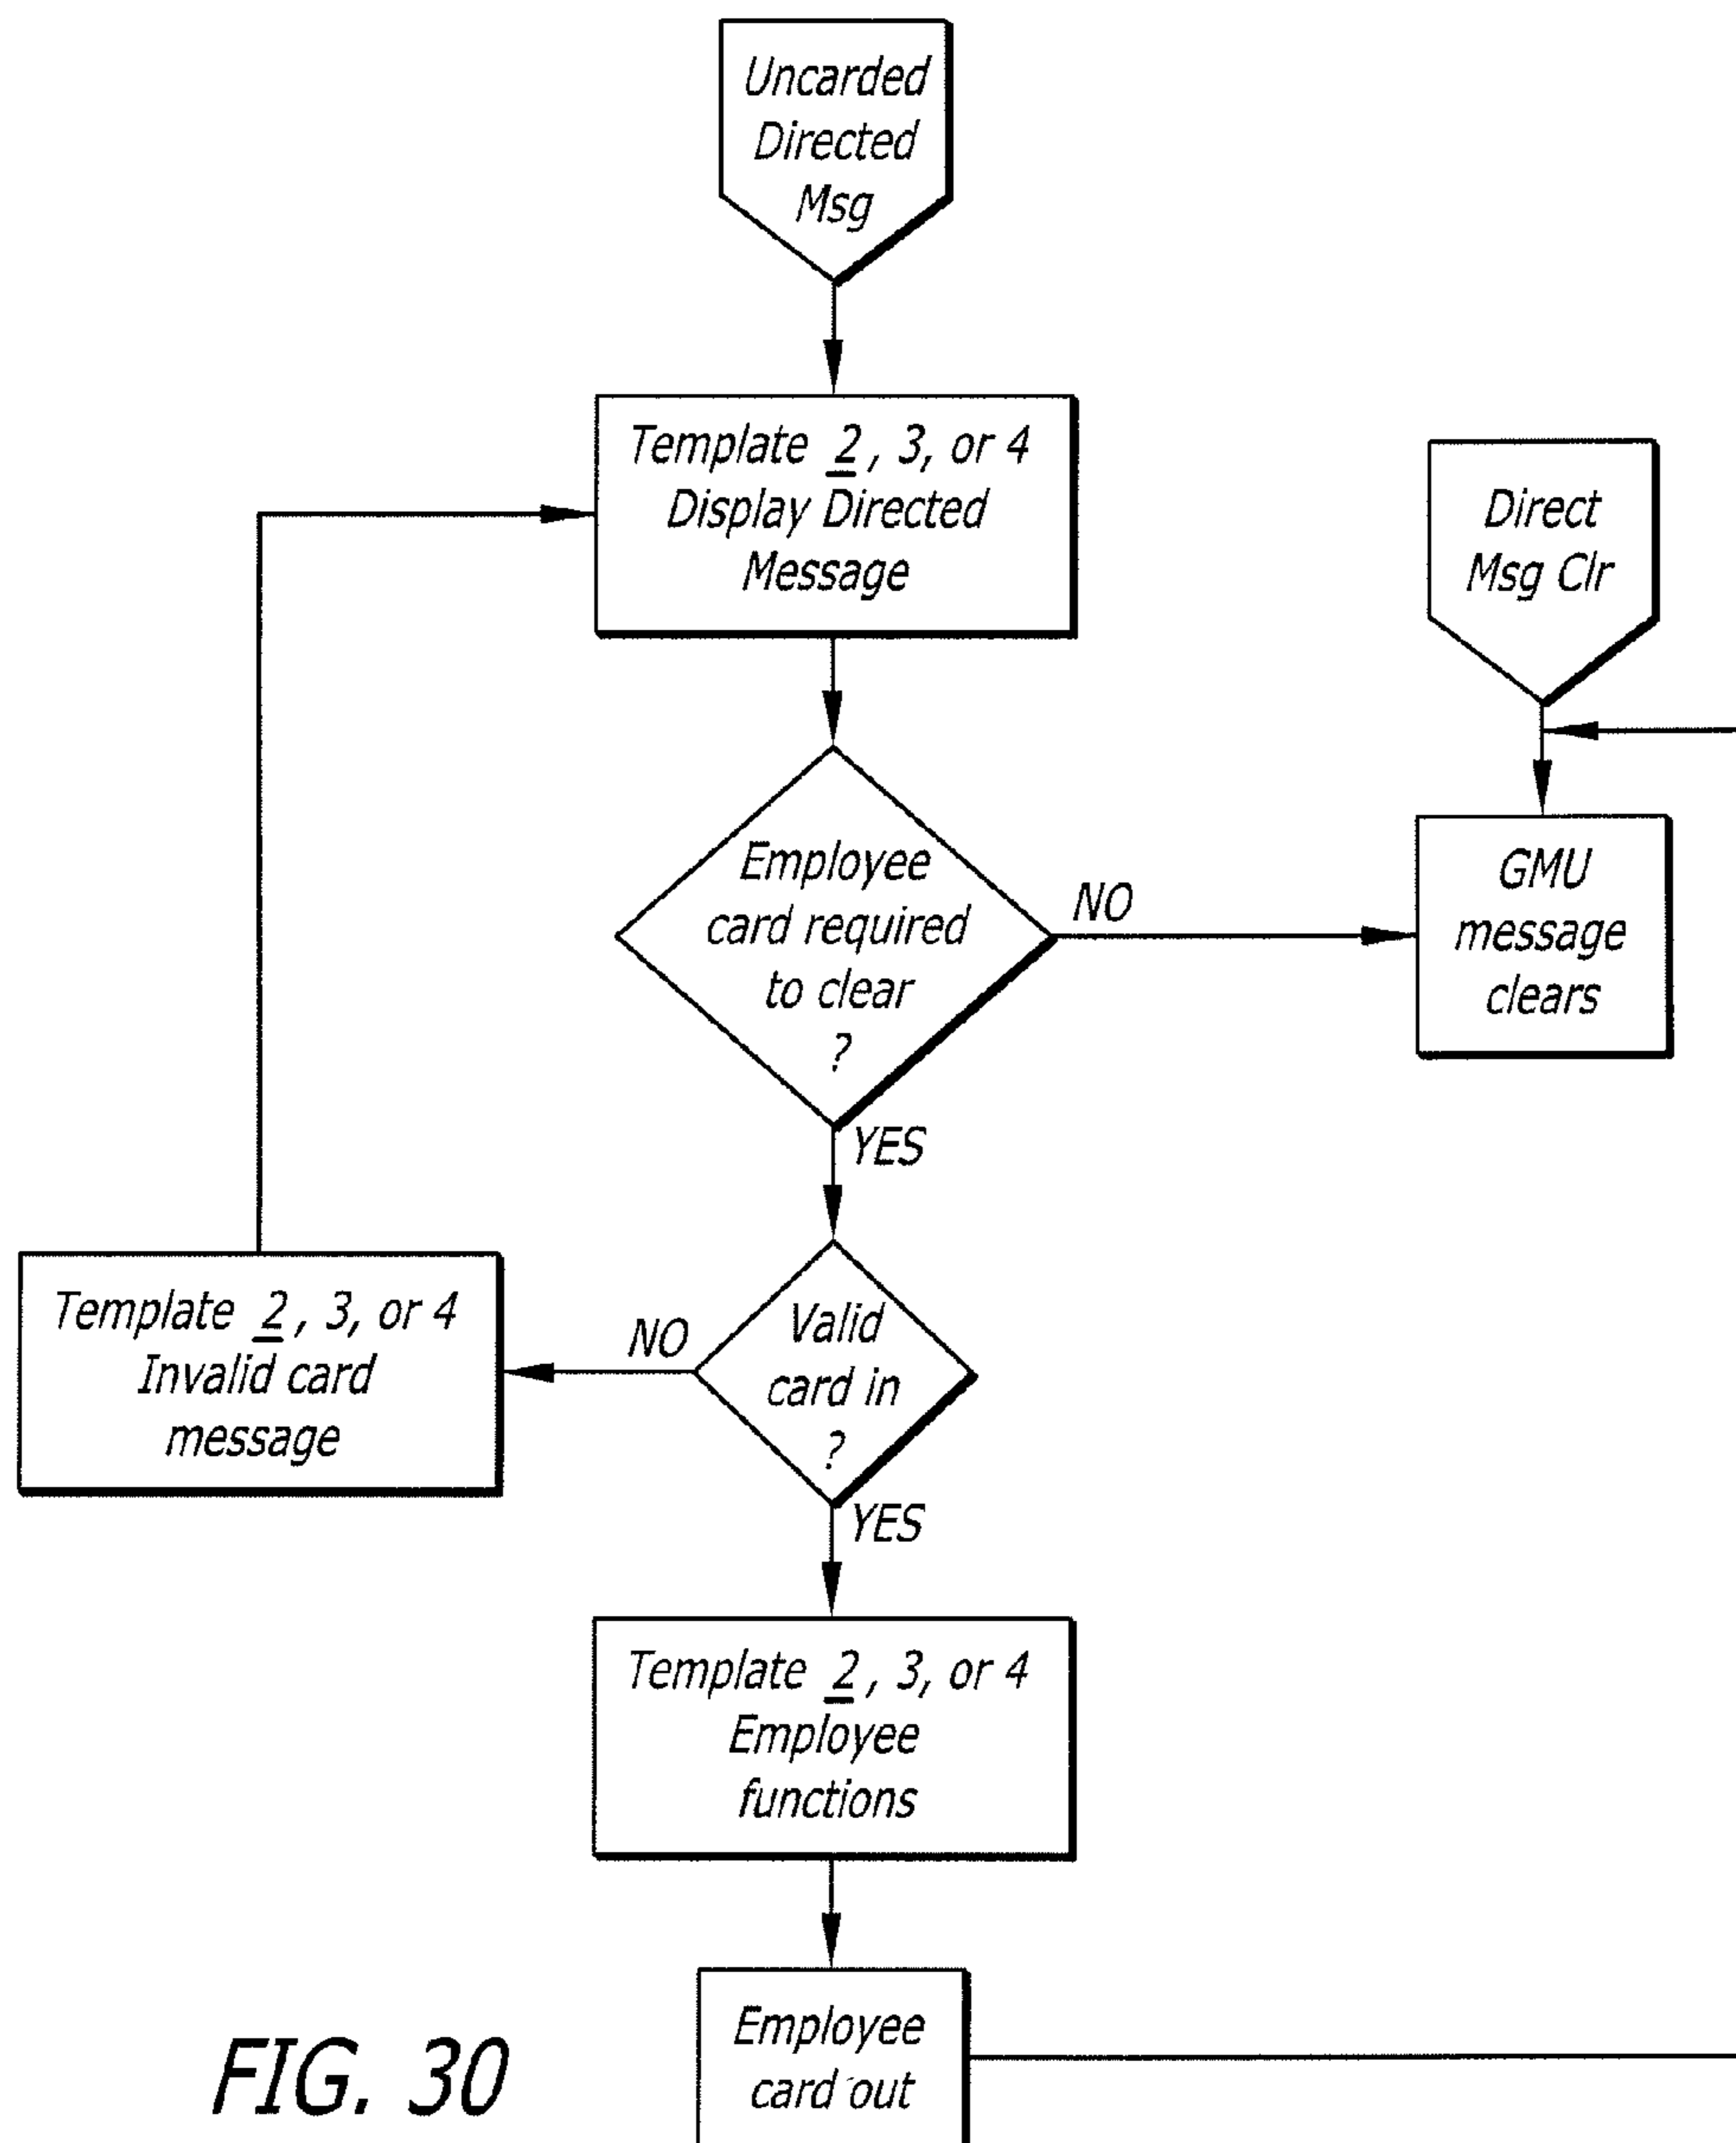 Uncarded
Directed
Msg
Template 2, 3, or 4
Display Directed
Message
Direct
Msg Clr
Employee
card required
to clear
?
NO
GMU
message
clears
YES
Template 2, 3, or 4
Invalid card
message
NO
Valid
card in
?
YES
Template 2, 3, or 4
Employee
functions
Employee
card out
FIG. 30